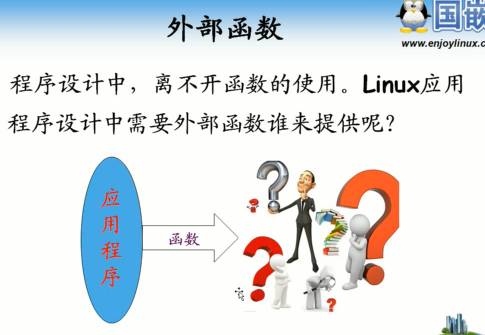 外部函数
国嵌
www.enjoylinux.c
程序设计中，离不开函数的使用。Linux应用
程序设计中需要外部函数谁来提供呢？
应用程序
函数